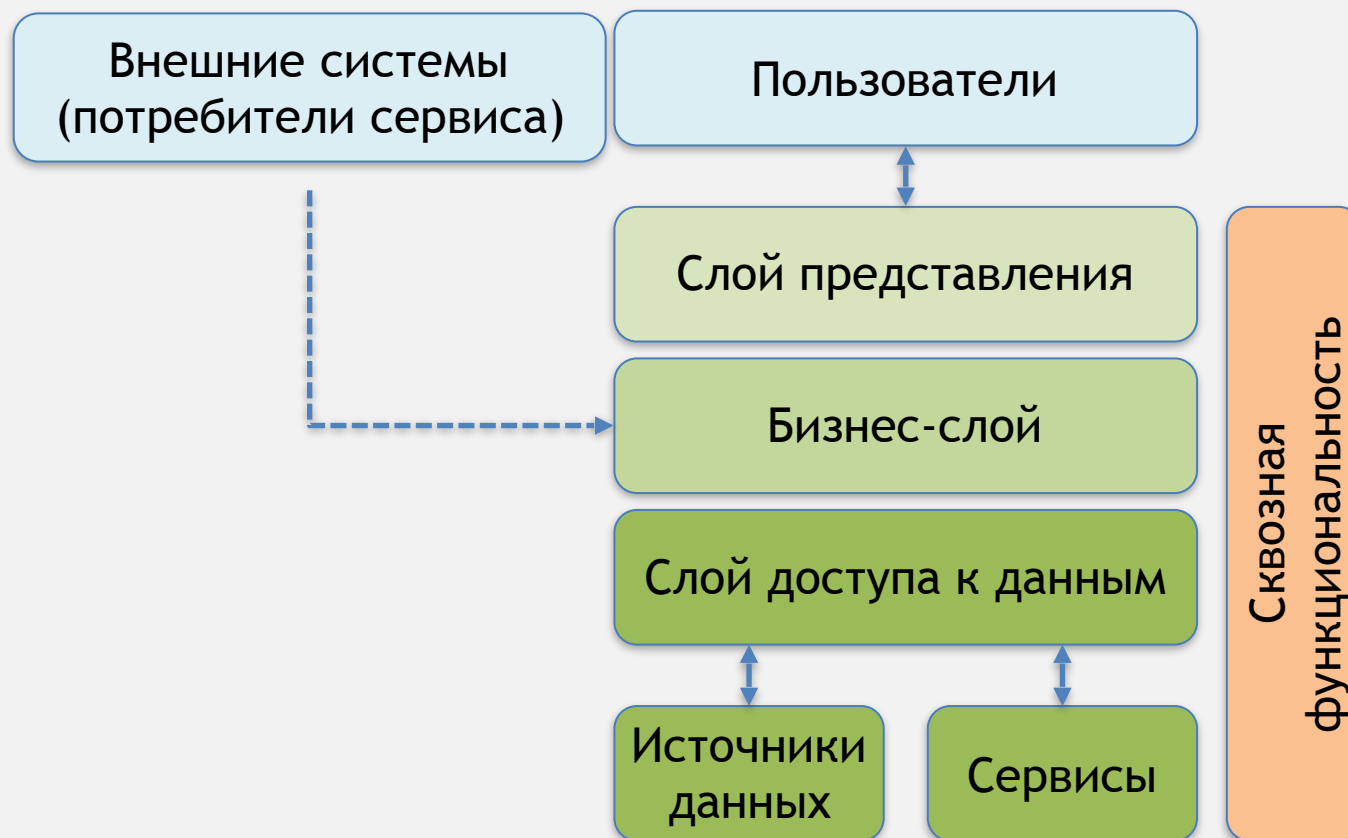 Внешние системы
(потребители сервиса)
Пользователи
Слой представления
Бизнес-слой
Слой доступа к данным
Источники
данных
Сервисы
Сквозная
функциональность